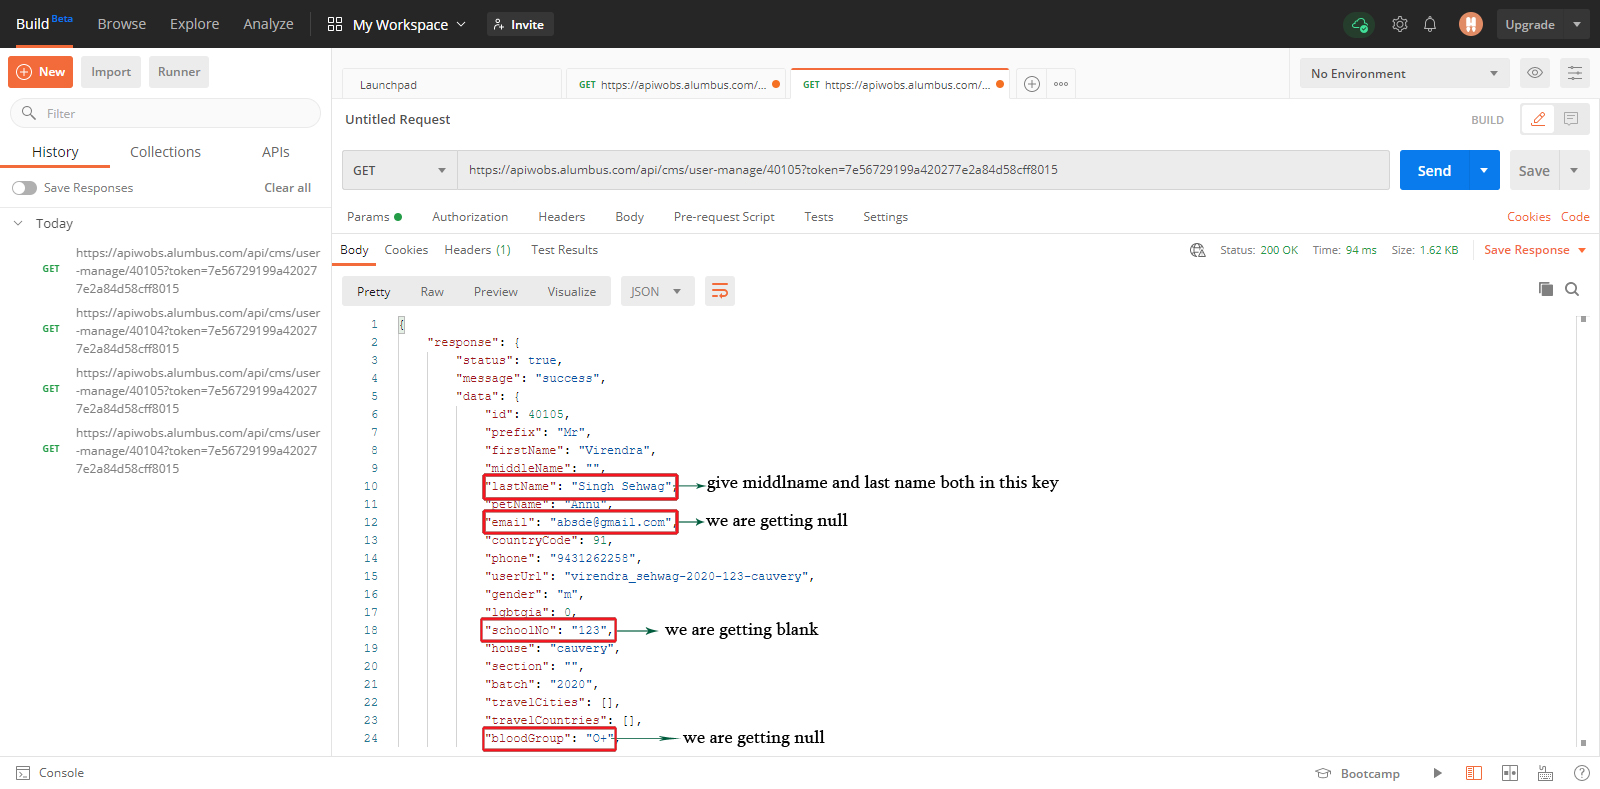 Build Beta Browse Explore Analyze My Workspace Invite Upgrade
New Import Runner
Launchpad GET https://apiwobs.alumbus.com/... GET https://apiwobs.alumbus.com/... No Environment
Filter
Untitled Request BUILD
History Collections APIs
GET https://apiwobs.alumbus.com/api/cms/user-manage/40105?token=7e56729199a420277e2a84d58cff8015 Send Save
Save Responses Clear all
Params Authorization Headers Body Pre-request Script Tests Settings Cookies Code
Today
https://apiwobs.alumbus.com/api/cms/user
GET -manage/40105?token=7e56729199a42027
7e2a84d58cff8015
https://apiwobs.alumbus.com/api/cms/user
GET -manage/40104?token=7e56729199a42027
7e2a84d58cff8015
https://apiwobs.alumbus.com/api/cms/user
GET -manage/40105?token=7e56729199a42027
7e2a84d58cff8015
https://apiwobs.alumbus.com/api/cms/user
GET -manage/40104?token=7e56729199a42027
7e2a84d58cff8015
Body Cookies Headers (1) Test Results Status: 200 OK Time: 94 ms Size: 1.62 KB Save Response
Pretty Raw Preview Visualize JSON
1 {
2 "response": {
3 "status": true,
4 "message": "success",
5 "data": {
6 "id": 40105,
7 "prefix": "Mr",
8 "firstName": "Virendra",
9 "middleName": "",
10 "lastName": "Singh Sehwag", give middlname and last name both in this key
11 "petName": "Annu",
12 "email": "absde@gmail.com", we are getting null
13 "countryCode": 91,
14 "phone": "9431262258",
15 "userUrl": "virendra_sehwag-2020-123-cauvery",
16 "gender": "m",
17 "lgbtqia": 0,
18 "schoolNo": "123", we are getting blank
19 "house": "cauvery",
20 "section": "",
21 "batch": "2020",
22 "travelCities": [],
23 "travelCountries": [],
24 "bloodGroup": "O+", we are getting null
Console Bootcamp